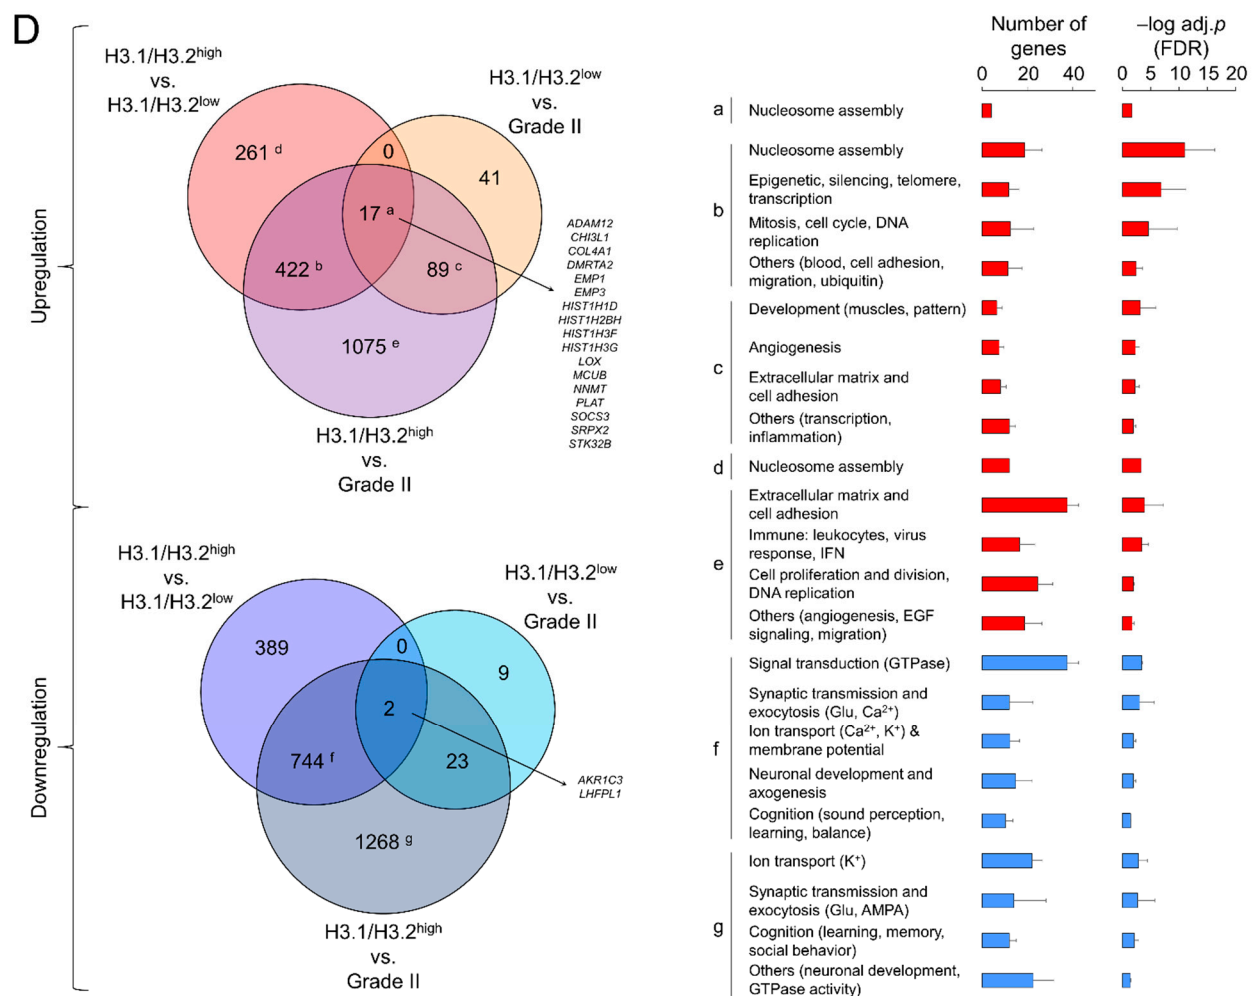 D
Upregulation
H3.1/H3.2high
vs.
H3.1/H3.2low
H3.1/H3.2low
vs.
Grade II
261 d
0
41
17 a
422 b
89 c
1075 e
H3.1/H3.2high
vs.
Grade II
ADAM12
CHI3L1
COL4A1
DMRTA2
EMP1
EMP3
HIST1H1D
HIST1H2BH
HIST1H3F
HIST1H3G
LOX
MCUB
NNMT
PLAT
SOCS3
SRPX2
STK32B
Downregulation
H3.1/H3.2high
vs.
H3.1/H3.2low
H3.1/H3.2low
vs.
Grade II
389
0
9
2
744 f
23
1268 g
H3.1/H3.2high
vs.
Grade II
AKR1C3
LHFPL1
Number of
genes
0 20 40
–log adj.p
(FDR)
0 5 10 15 20
a
Nucleosome assembly
b
Nucleosome assembly
Epigenetic, silencing, telomere,
transcription
Mitosis, cell cycle, DNA
replication
Others (blood, cell adhesion,
migration, ubiquitin)
c
Development (muscles, pattern)
Angiogenesis
Extracellular matrix and
cell adhesion
Others (transcription,
inflammation)
d
Nucleosome assembly
e
Extracellular matrix and
cell adhesion
Immune: leukocytes, virus
response, IFN
Cell proliferation and division,
DNA replication
Others (angiogenesis, EGF
signaling, migration)
f
Signal transduction (GTPase)
Synaptic transmission and
exocytosis (Glu, Ca2+)
Ion transport (Ca2+, K+) &
membrane potential
Neuronal development and
axogenesis
Cognition (sound perception,
learning, balance)
g
Ion transport (K+)
Synaptic transmission and
exocytosis (Glu, AMPA)
Cognition (learning, memory,
social behavior)
Others (neuronal development,
GTPase activity)